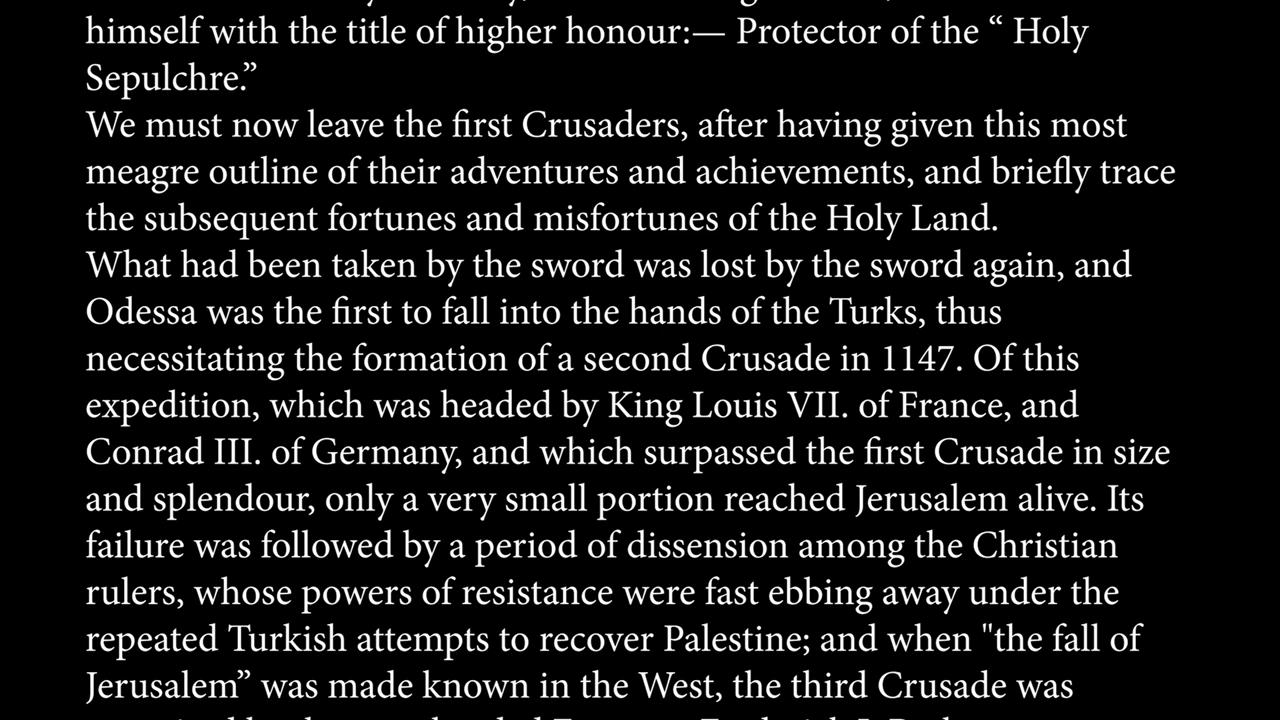 himself with the title of higher honour:— Protector of the “ Holy
Sepulchre.”
We must now leave the first Crusaders, after having given this most
meagre outline of their adventures and achievements, and briefly trace
the subsequent fortunes and misfortunes of the Holy Land.
What had been taken by the sword was lost by the sword again, and
Odessa was the first to fall into the hands of the Turks, thus
necessitating the formation of a second Crusade in 1147. Of this
expedition, which was headed by King Louis VII. of France, and
Conrad III. of Germany, and which surpassed the first Crusade in size
and splendour, only a very small portion reached Jerusalem alive. Its
failure was followed by a period of dissension among the Christian
rulers, whose powers of resistance were fast ebbing away under the
repeated Turkish attempts to recover Palestine; and when "the fall of
Jerusalem” was made known in the West, the third Crusade was